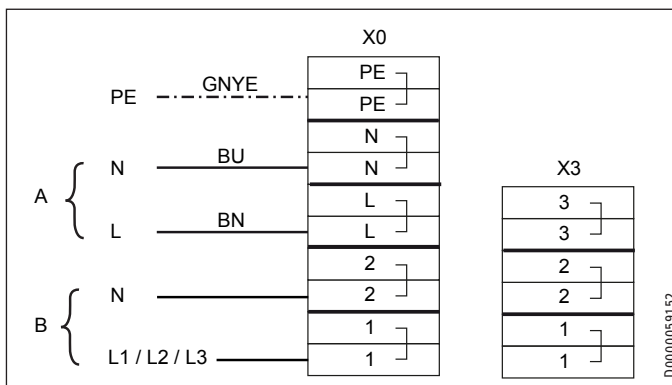 X0
PE
PE GNYE PE
N
A N BU N X3
L 3
L BN L 3
2 2
B N 2 2
1 1
L1 / L2 / L3 1 1
D0000059152